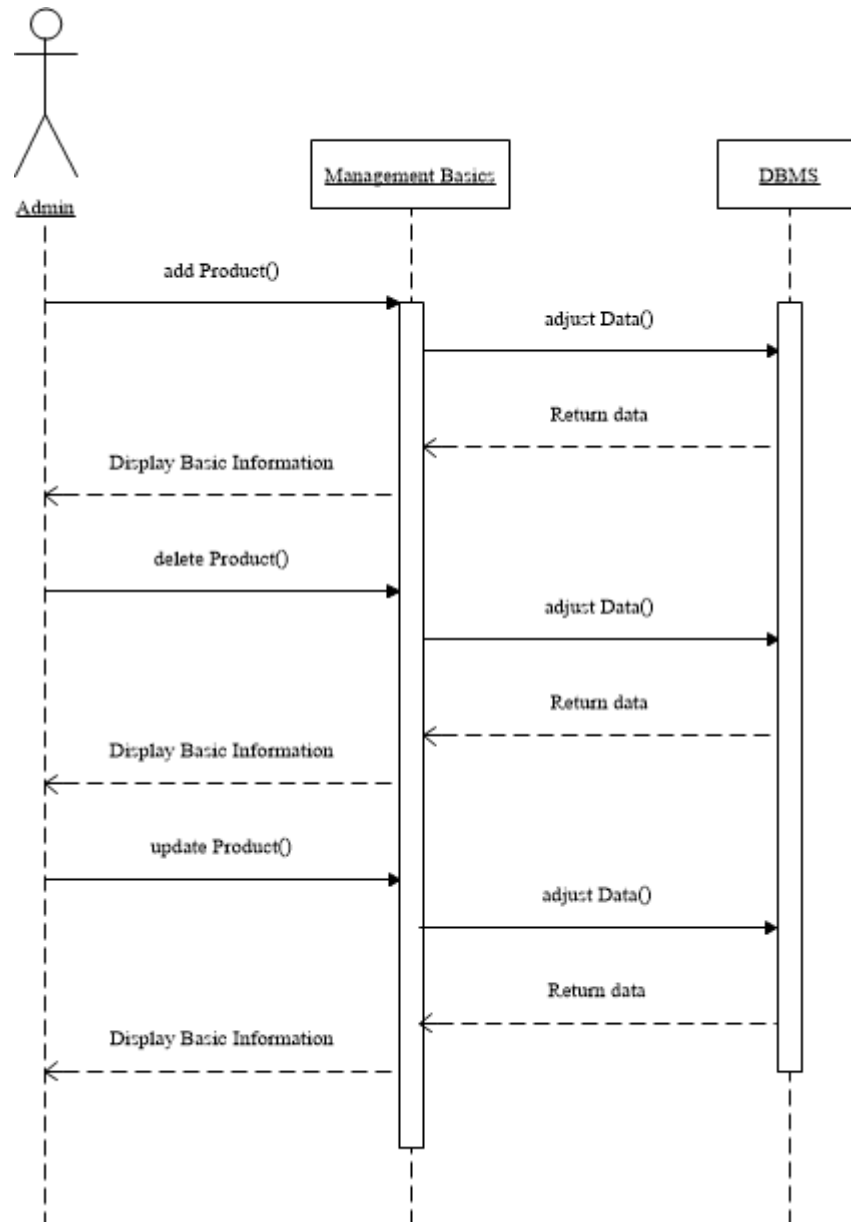 Management Basics
DBMS
Admin
add Product()
adjust Data()
Return data
Display Basic Information
delete Product()
adjust Data()
Return data
Display Basic Information
update Product()
adjust Data()
Return data
Display Basic Information